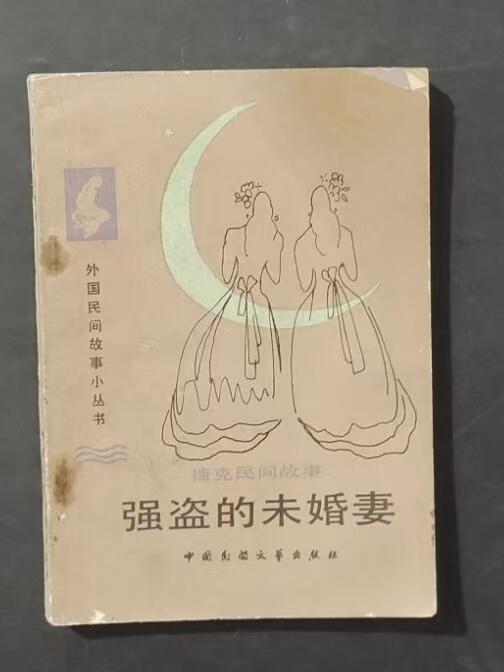 外国民间故事小丛书
捷克民间故事
强盗的未婚妻
中国民间文艺出版社